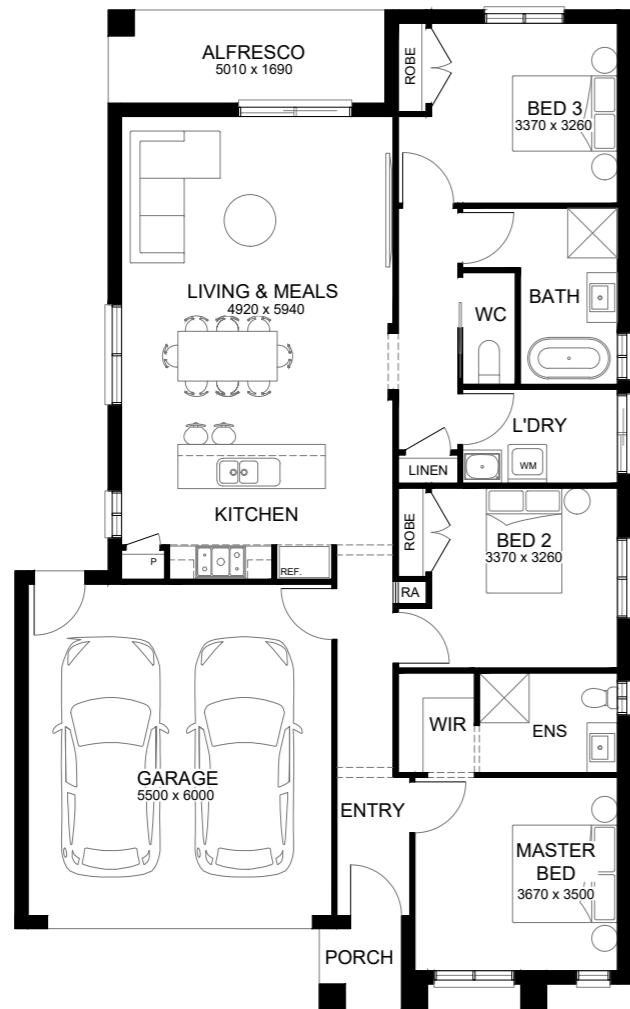 ALFRESCO
5010 x 1690
ROBE
BED 3
3370 x 3260
LIVING & MEALS
4920 x 5940
WC
BATH
L'DRY
LINEN
WM
KITCHEN
ROBE
BED 2
3370 x 3260
P
REF.
RA
WIR
ENS
GARAGE
5500 x 6000
ENTRY
MASTER
BED
3670 x 3500
PORCH